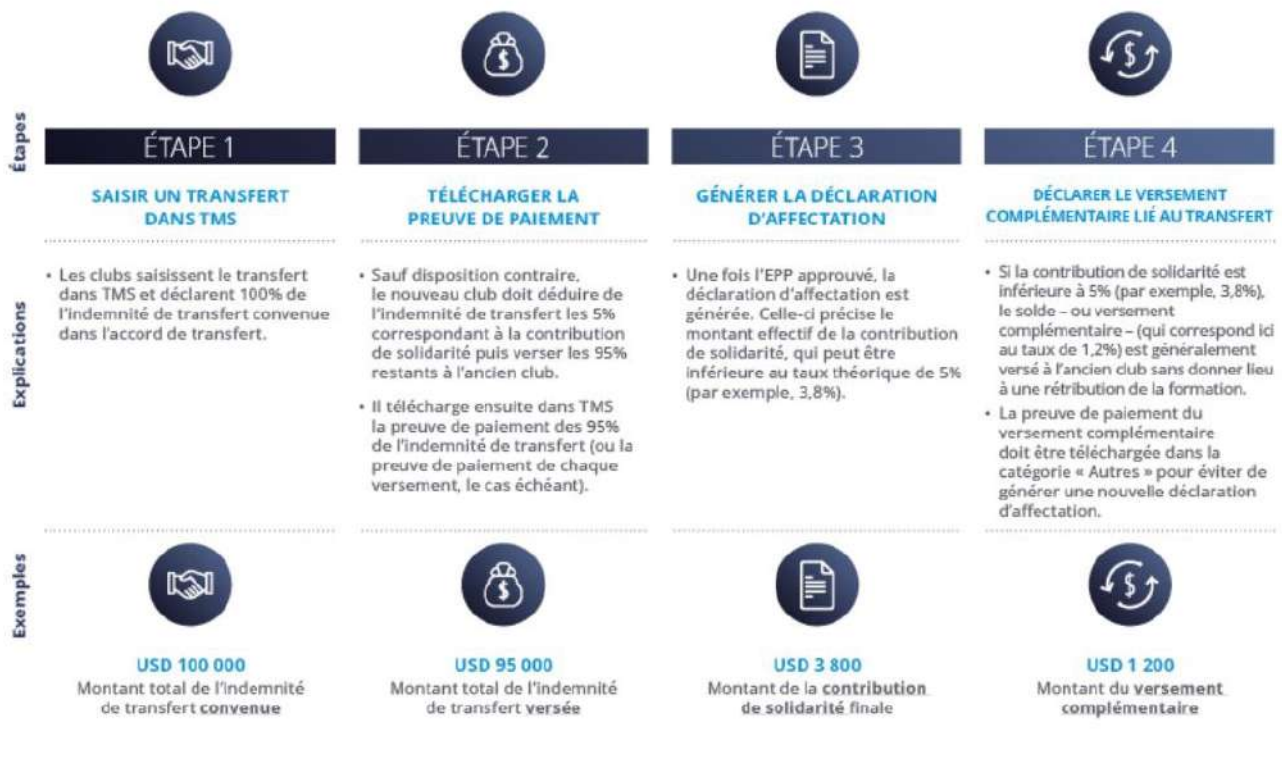 Étapes
ÉTAPE 1
SAISIR UN TRANSFERT
DANS TMS
ÉTAPE 2
TÉLÉCHARGER LA
PREUVE DE PAIEMENT
ÉTAPE 3
GÉNÉRER LA DÉCLARATION
D'AFFECTATION
ÉTAPE 4
DÉCLARER LE VERSEMENT
COMPLÉMENTAIRE LIÉ AU TRANSFERT
Explications
• Les clubs saisissent le transfert
dans TMS et déclarent 100% de
l'indemnité de transfert convenue
dans l'accord de transfert.
• Sauf disposition contraire,
le nouveau club doit déduire de
l'indemnité de transfert les 5%
correspondant à la contribution
de solidarité puis verser les 95%
restants à l'ancien club.
• Il télécharge ensuite dans TMS
la preuve de paiement des 95%
de l'indemnité de transfert (ou la
preuve de paiement de chaque
versement, le cas échéant).
• Une fois l'EPP approuvé, la
déclaration d'affectation est
générée. Celle-ci précise le
montant effectif de la contribution
de solidarité, qui peut être
inférieure au taux théorique de 5%
(par exemple, 3,8%).
• Si la contribution de solidarité est
inférieure à 5% (par exemple, 3,8%),
le solde – ou versement
complémentaire – (qui correspond ici
au taux de 1,2%) est généralement
versé à l'ancien club sans donner lieu
à une rétribution de la formation.
• La preuve de paiement du
versement complémentaire
doit être téléchargée dans la
catégorie « Autres » pour éviter de
générer une nouvelle déclaration
d'affectation.
Exemples
USD 100 000
Montant total de l'indemnité
de transfert convenue
USD 95 000
Montant total de l'indemnité
de transfert versée
USD 3 800
Montant de la contribution
de solidarité finale
USD 1 200
Montant du versement
complémentaire